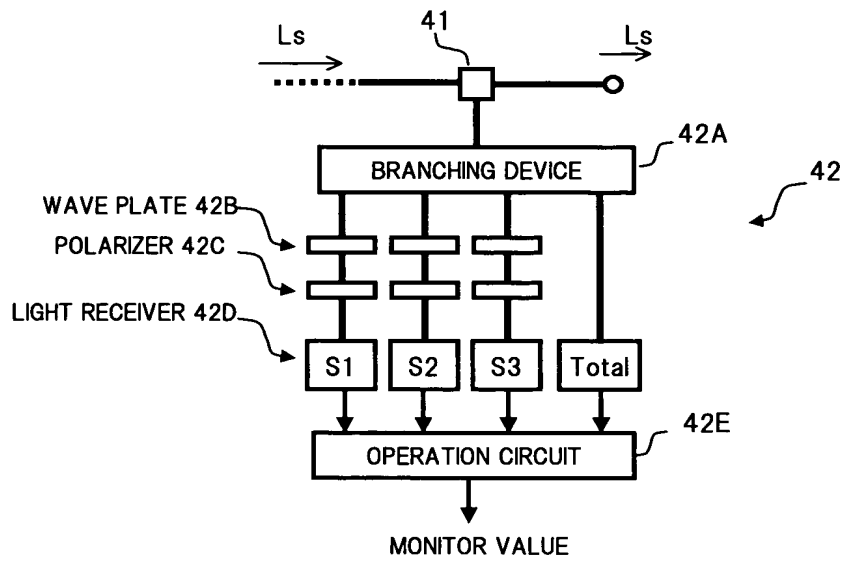 41
Ls
Ls
42A
BRANCHING DEVICE
42
WAVE PLATE 42B
POLARIZER 42C
LIGHT RECEIVER 42D
S1
S2
S3
Total
42E
OPERATION CIRCUIT
MONITOR VALUE